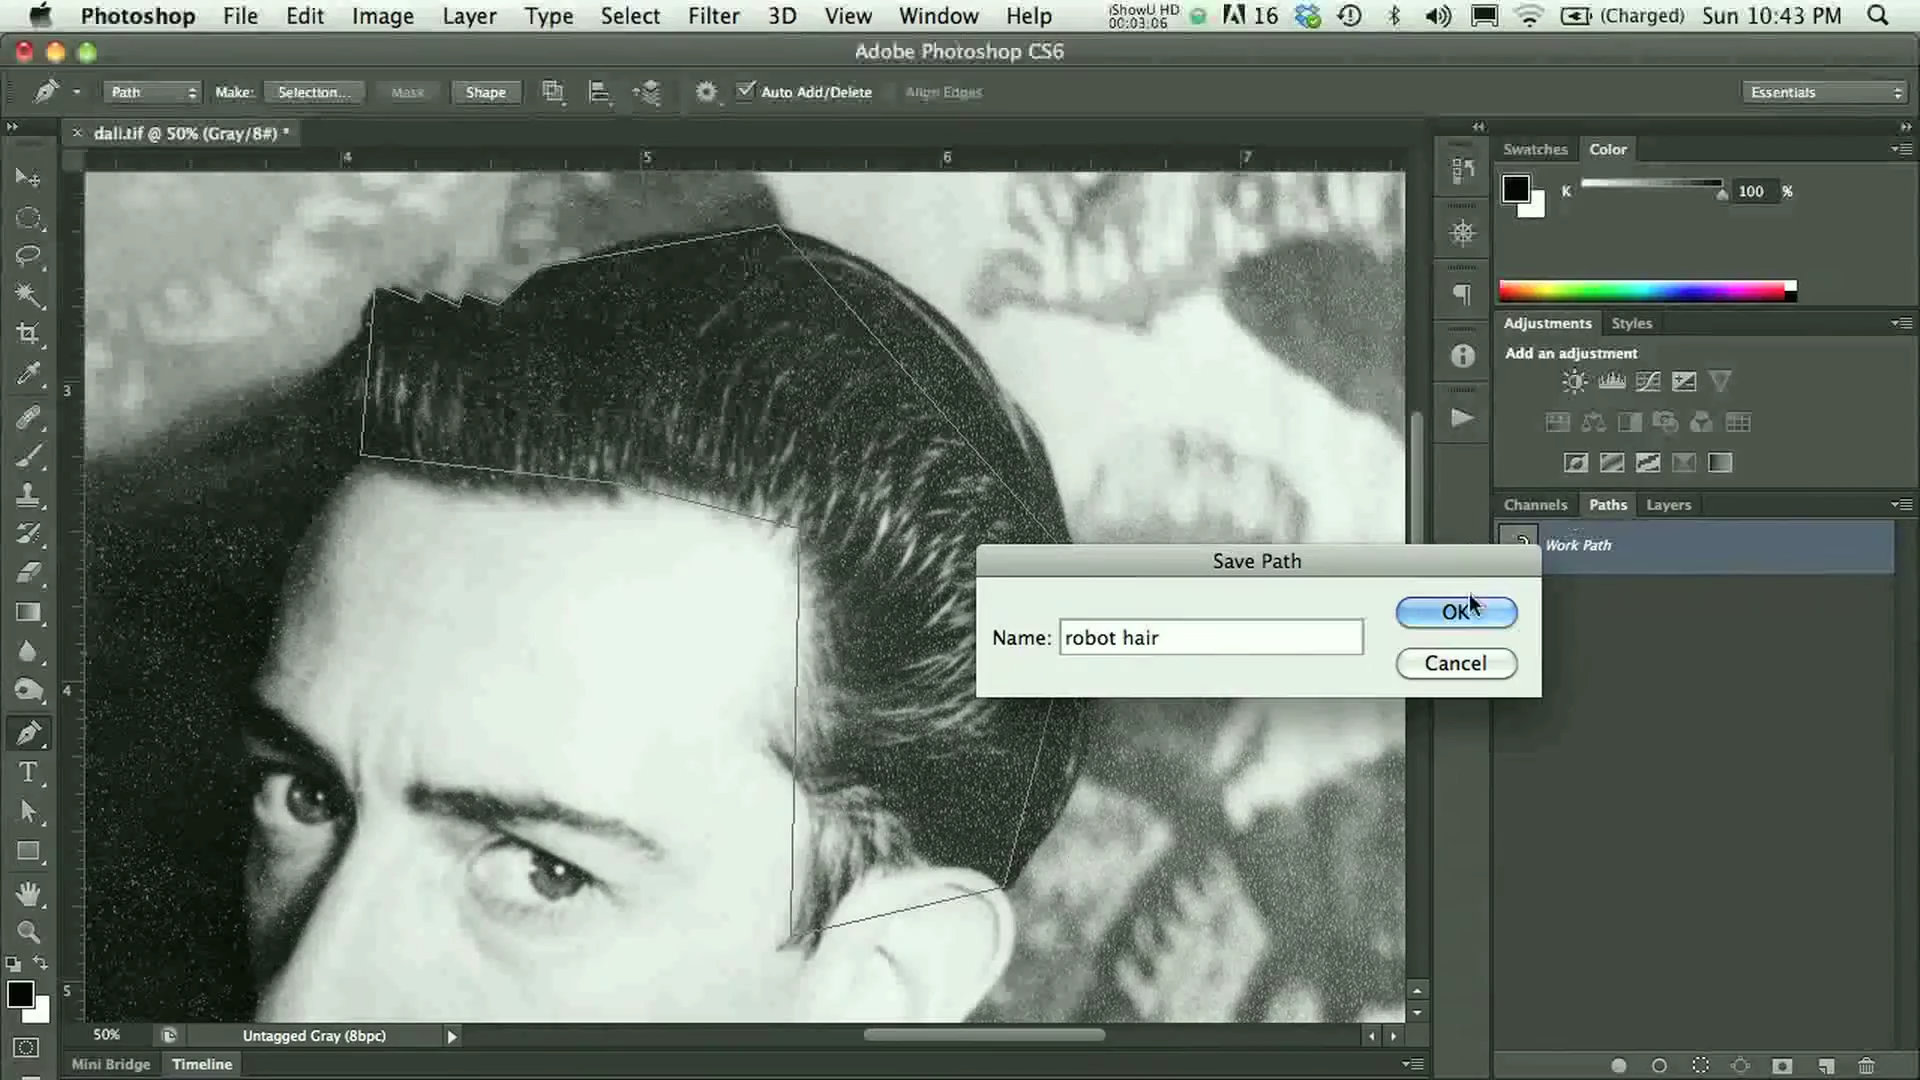 Photoshop File Edit Image Layer Type Select Filter 3D View Window Help iShowU HD 00:03:06 16 (Charged) Sun 10:43 PM
Adobe Photoshop CS6
Path Make: Selection... Mask Shape Auto Add/Delete Align Edges Essentials
× dali.tif @ 50% (Gray/8#) *
4 5 6 7
3
4
5
Swatches Color
K 100 %
Adjustments Styles
Add an adjustment
Channels Paths Layers
Work Path
Save Path
Name: robot hair
OK
Cancel
50% Untagged Gray (8bpc)
Mini Bridge Timeline